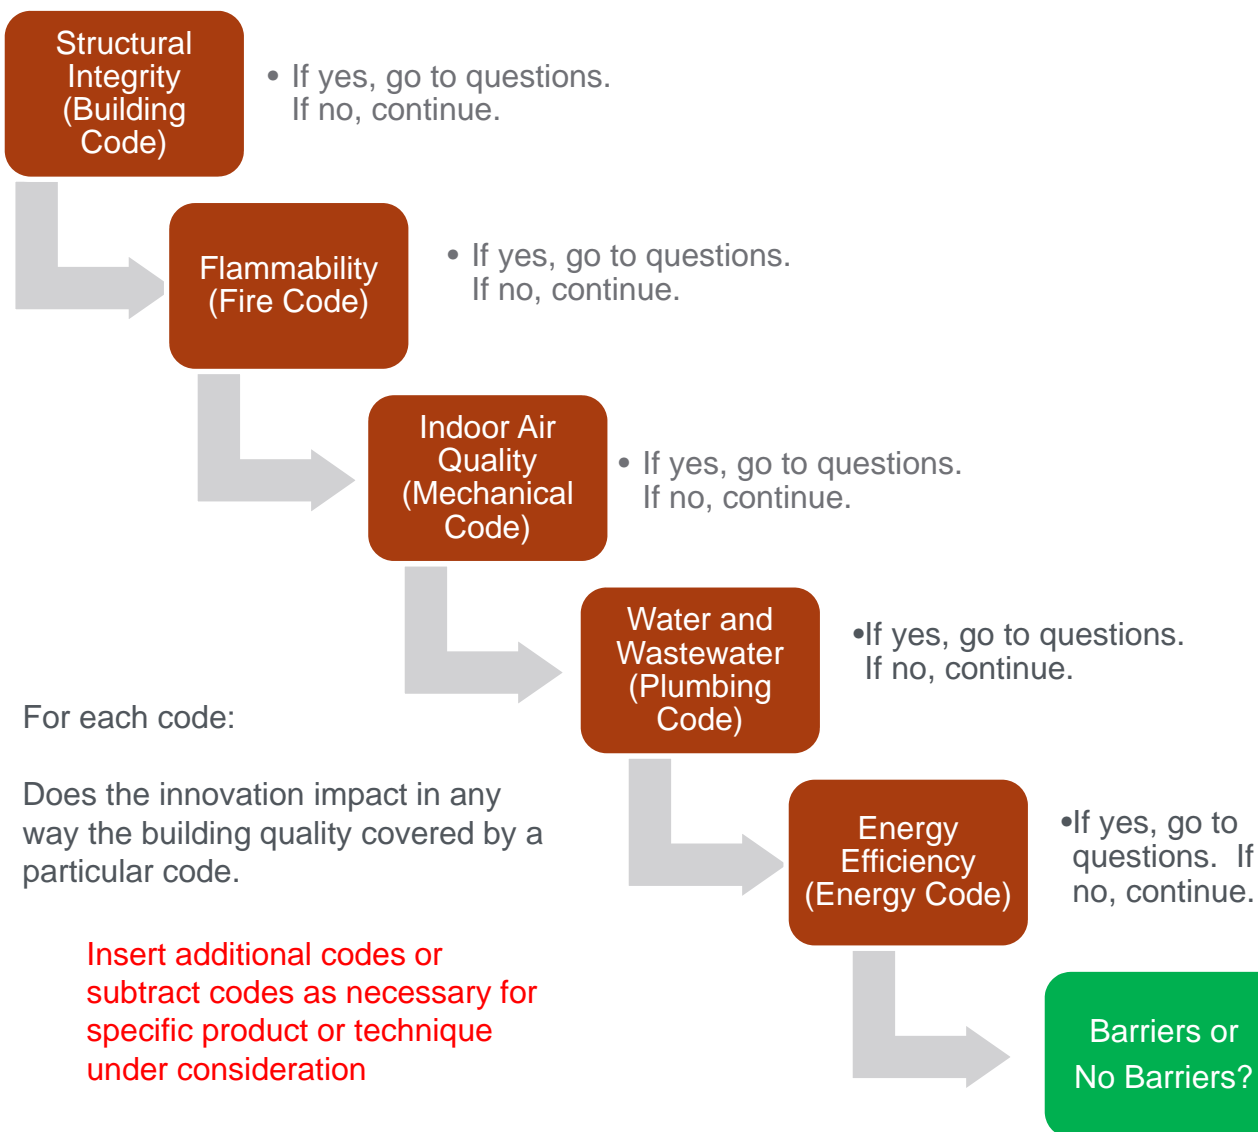 Structural
Integrity
(Building
Code)
• If yes, go to questions.
If no, continue.
Flammability
(Fire Code)
• If yes, go to questions.
If no, continue.
Indoor Air
Quality
(Mechanical
Code)
• If yes, go to questions.
If no, continue.
Water and
Wastewater
(Plumbing
Code)
•If yes, go to questions.
If no, continue.
For each code:
Does the innovation impact in any
way the building quality covered by a
particular code.
Energy
Efficiency
(Energy Code)
•If yes, go to
questions.  If
no, continue.
Insert additional codes or
subtract codes as necessary for
specific product or technique
under consideration
Barriers or
No Barriers?